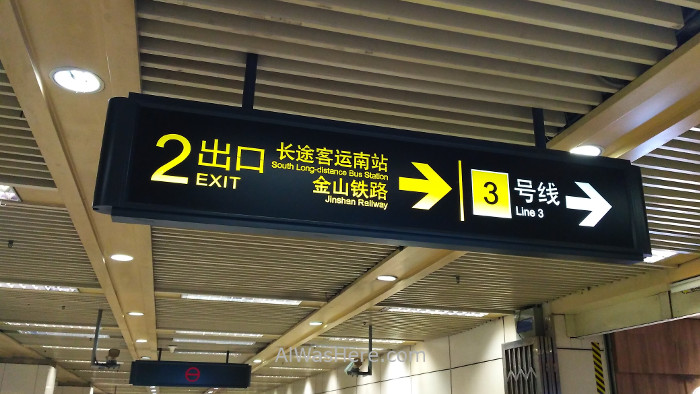 2 出口
EXIT
长途客运南站
South Long-distance Bus Station
金山铁路
Jinshan Railway
3 号线
Line 3
AIWasHere.com